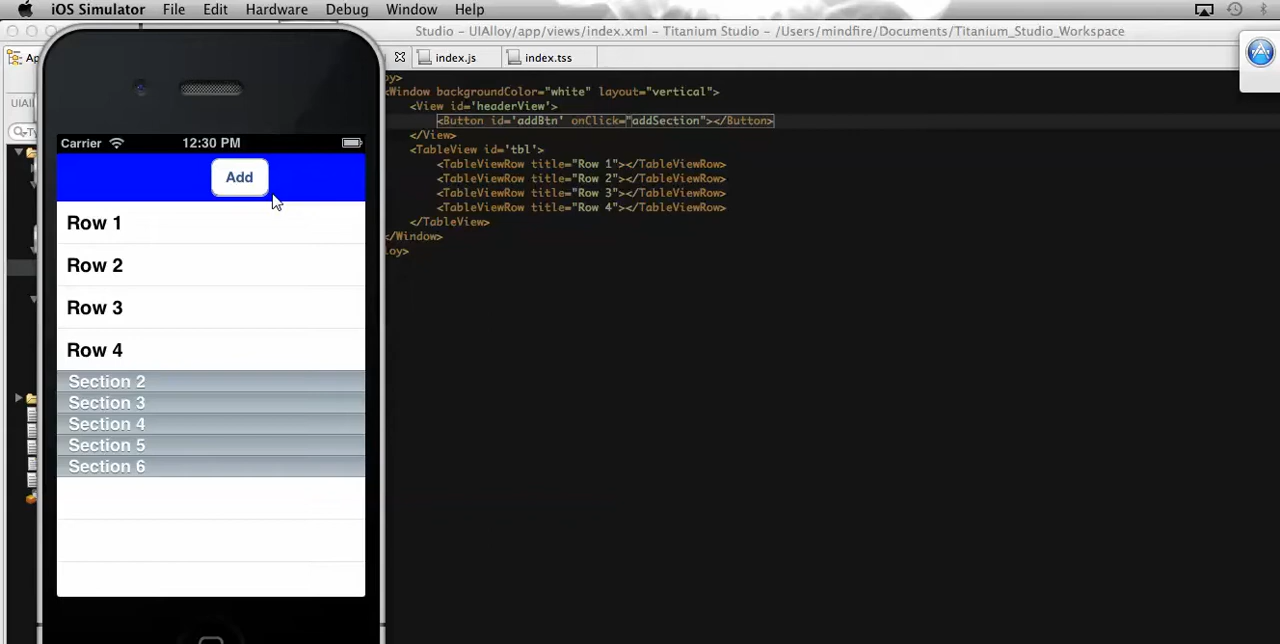 iOS Simulator File Edit Hardware Debug Window Help
Studio - UIAlloy/app/views/index.xml - Titanium Studio - /Users/mindfire/Documents/Titanium_Studio_Workspace
index.js index.tss
oy>
<Window backgroundColor="white" layout="vertical">
<View id='headerView'>
<Button id='addBtn' onClick="addSection"></Button>
</View>
<TableView id='tbl'>
<TableViewRow title="Row 1"></TableViewRow>
<TableViewRow title="Row 2"></TableViewRow>
<TableViewRow title="Row 3"></TableViewRow>
<TableViewRow title="Row 4"></TableViewRow>
</TableView>
</Window>
loy>
Carrier 12:30 PM
Add
Row 1
Row 2
Row 3
Row 4
Section 2
Section 3
Section 4
Section 5
Section 6